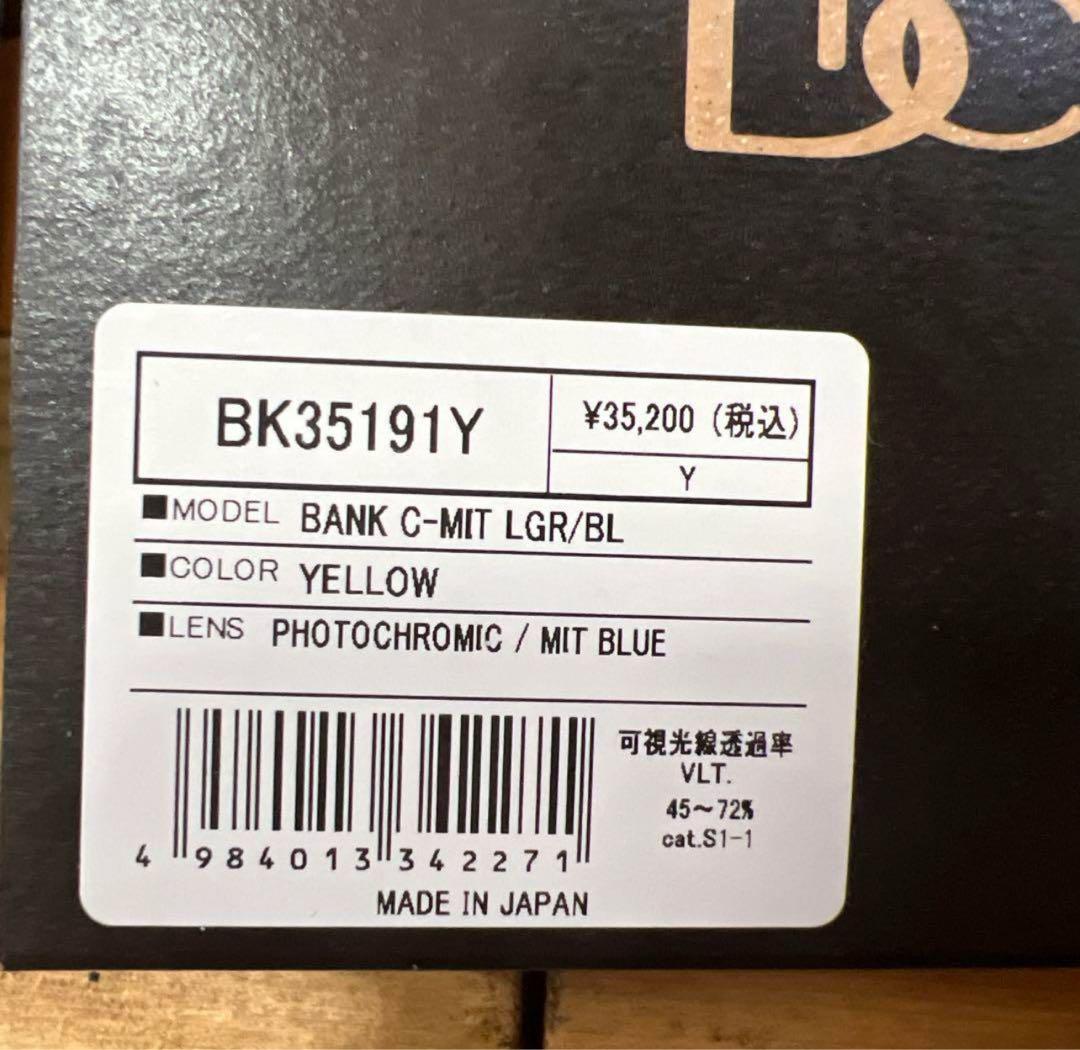 BK35191Y
¥35,200 (税込)
Y
■MODEL BANK C-MIT LGR/BL
■COLOR YELLOW
■LENS PHOTOCHROMIC / MIT BLUE
可視光線透過率
VLT.
45～72%
cat.S1-1
4 984013 342271
MADE IN JAPAN